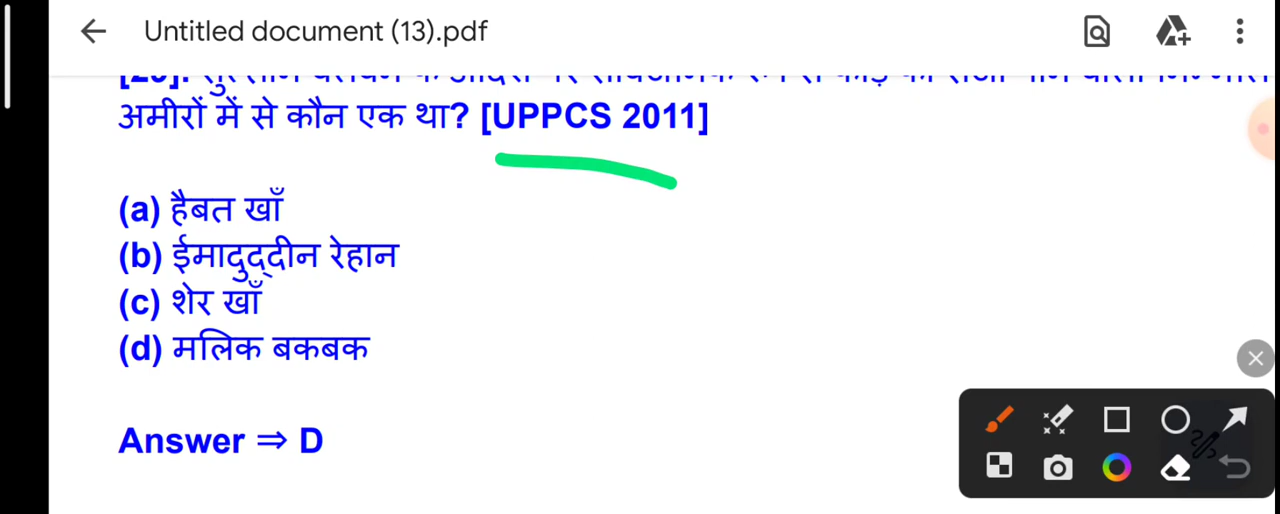 Untitled document (13).pdf
अमीरों में से कौन एक था? [UPPCS 2011]
(a) हैबत खाँ
(b) ईमादुद्दीन रेहान
(c) शेर खाँ
(d) मलिक बकबक
Answer ⇒ D